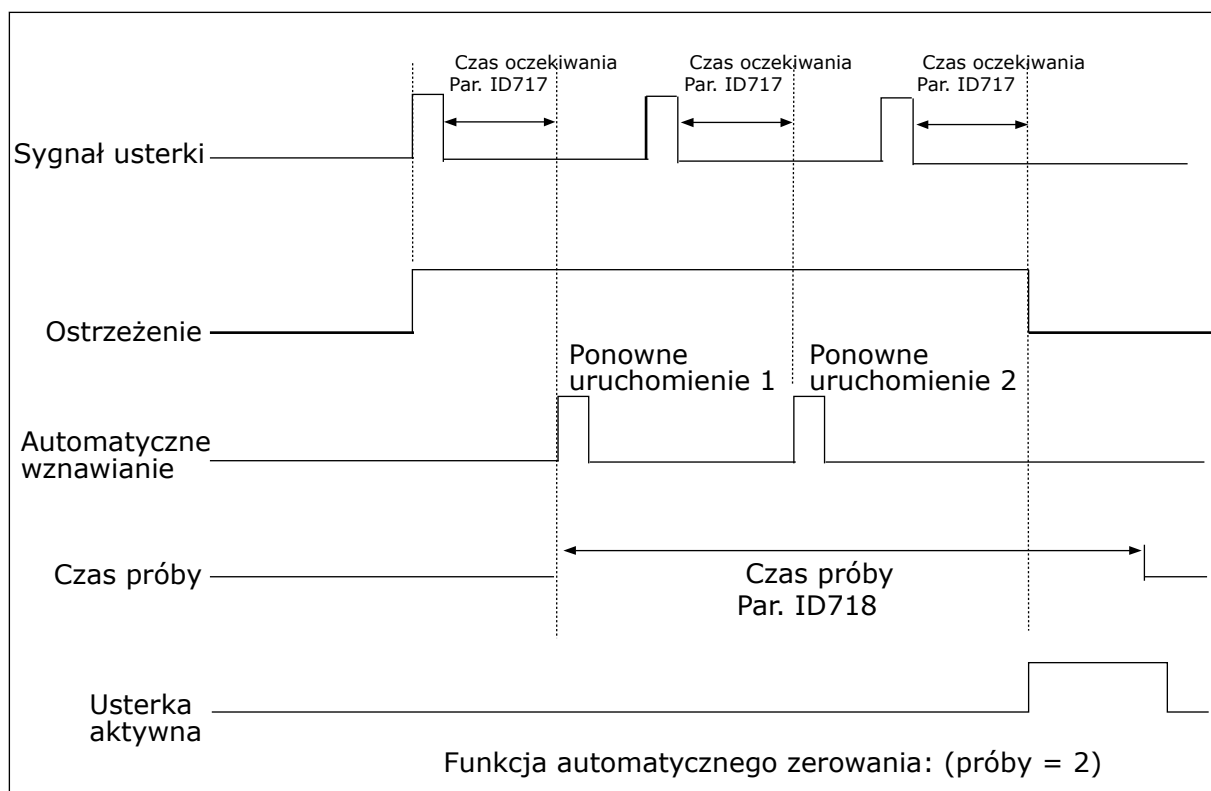 Czas oczekiwania
Par. ID717
Czas oczekiwania
Par. ID717
Czas oczekiwania
Par. ID717
Sygnał usterki
Ostrzeżenie
Ponowne
uruchomienie 1
Ponowne
uruchomienie 2
Automatyczne
wznawianie
Czas próby
Czas próby
Par. ID718
Usterka
aktywna
Funkcja automatycznego zerowania: (próby = 2)